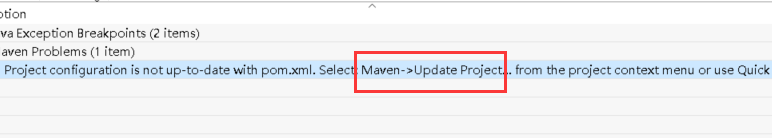 ption
va Exception Breakpoints (2 items)
aven Problems (1 item)
Project configuration is not up-to-date with pom.xml. Select: Maven->Update Project... from the project context menu or use Quick